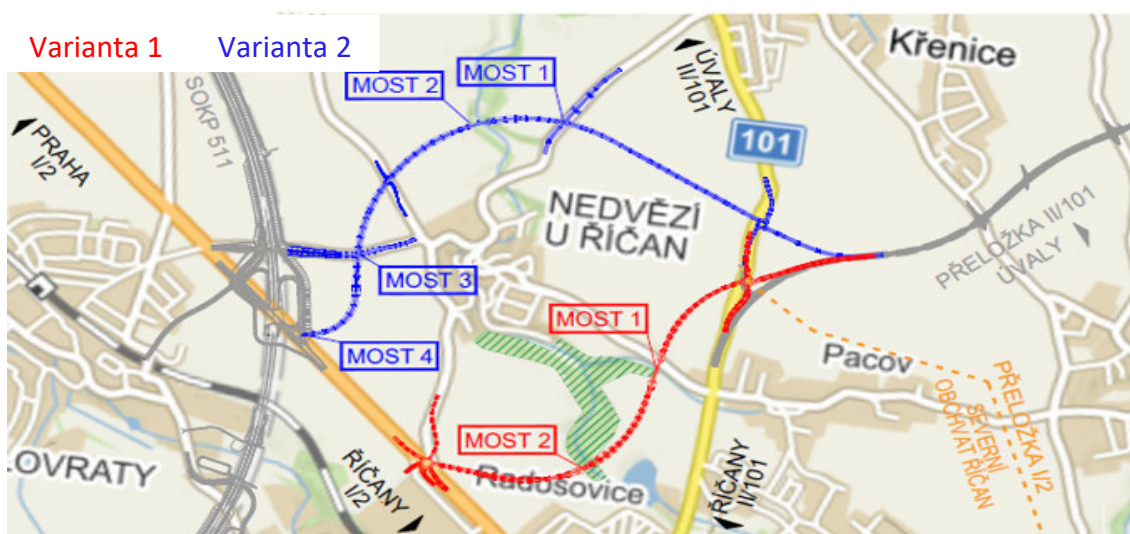 Varianta 1 Varianta 2
Křenice
SOKP 511
MOST 2
MOST 1
ÚVALY
II/101
PRAHA
I/2
101
NEDVĚZÍ
U ŘÍČAN
PŘELOŽKA II/101
ÚVALY
MOST 3
MOST 1
MOST 4
Pacov
PŘELOŽKA I/2
SEVERNÍ
OBCHVAT ŘÍČAN
MOST 2
LOVRATY
ŘÍČANY
I/2
Radošovice
ŘÍČANY
II/101